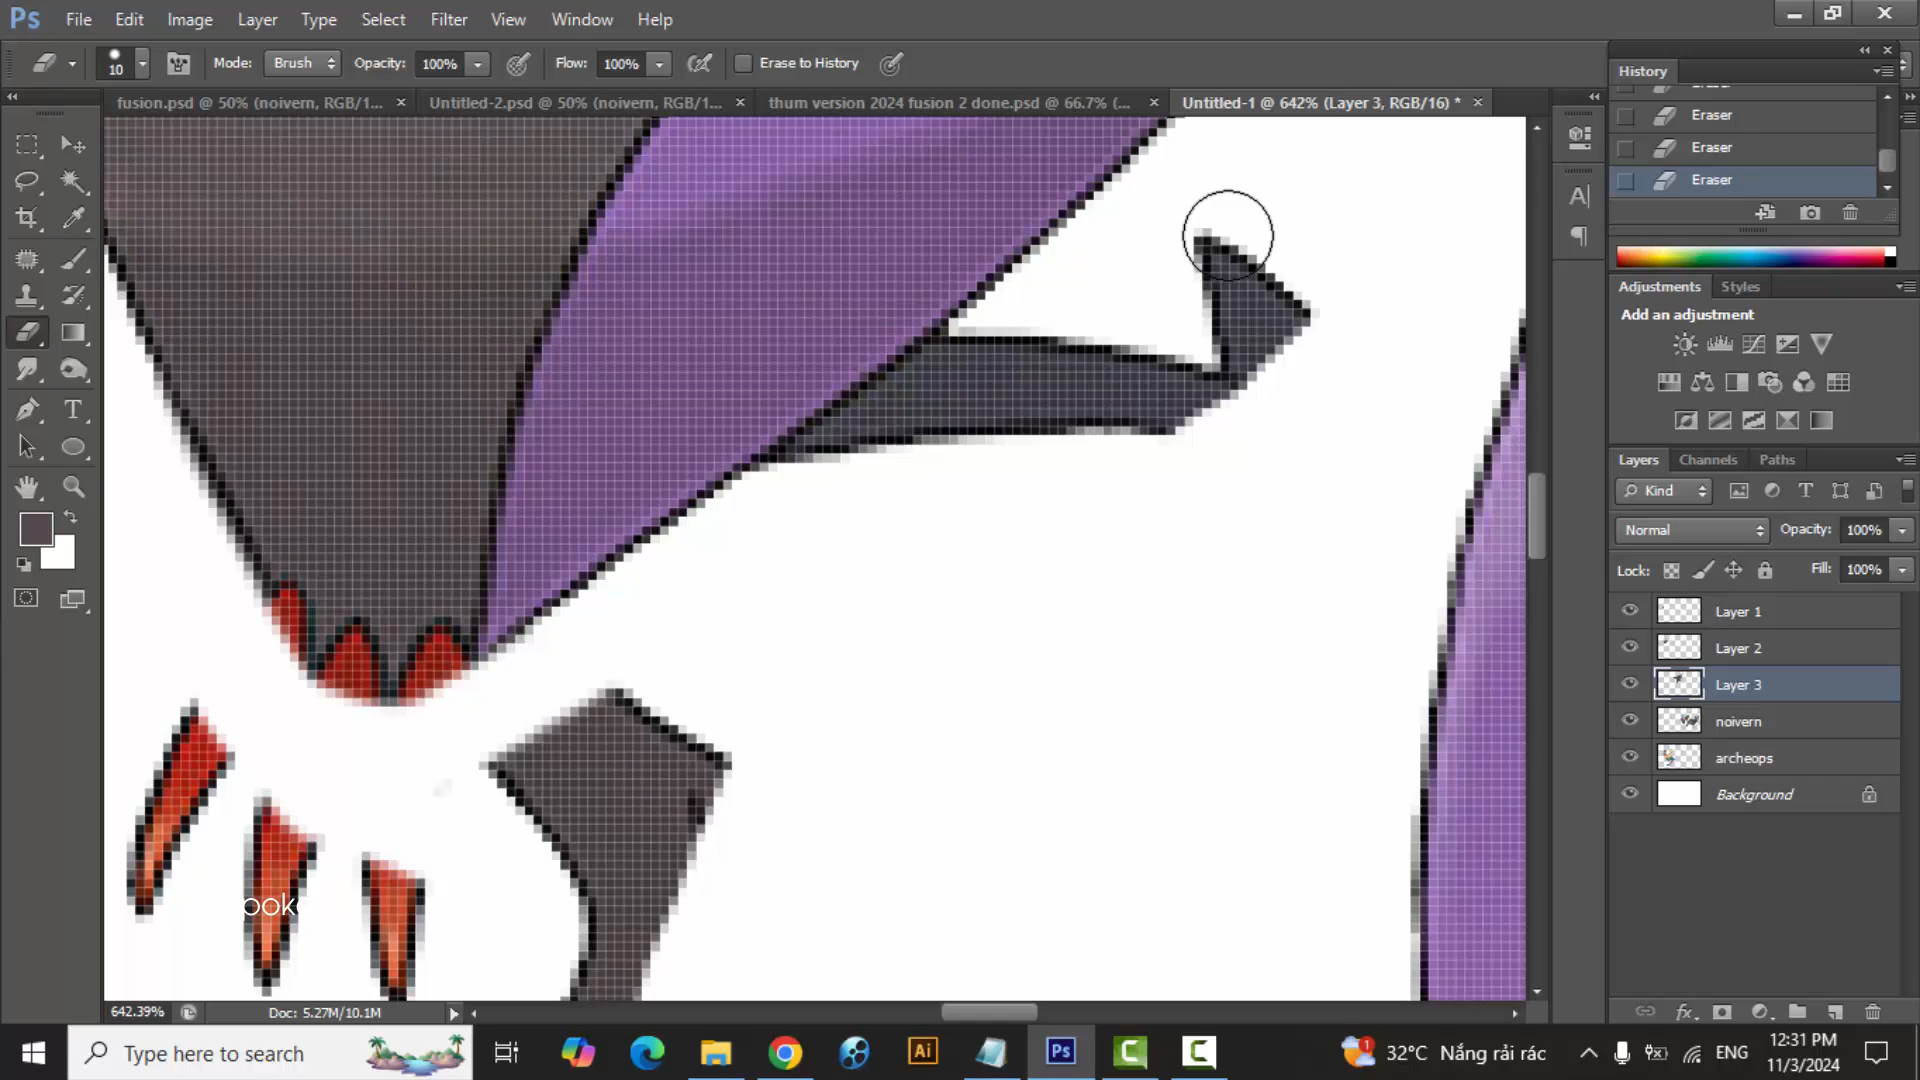 Ps File Edit Image Layer Type Select Filter View Window Help
10 Mode: Brush Opacity: 100% Flow: 100% Erase to History
fusion.psd @ 50% (noivern, RGB/1... × Untitled-2.psd @ 50% (noivern, RGB/1... × thum version 2024 fusion 2 done.psd @ 66.7% (... × Untitled-1 @ 642% (Layer 3, RGB/16) * ×
History
Eraser
Eraser
Eraser
Adjustments Styles
Add an adjustment
Layers Channels Paths
Kind
Normal Opacity: 100%
Lock: Fill: 100%
Layer 1
Layer 2
Layer 3
noivern
archeops
Background
642.39% Doc: 5.27M/10.1M
Type here to search
Ai Ps
1 32°C Nắng rải rác ENG 12:31 PM
11/3/2024